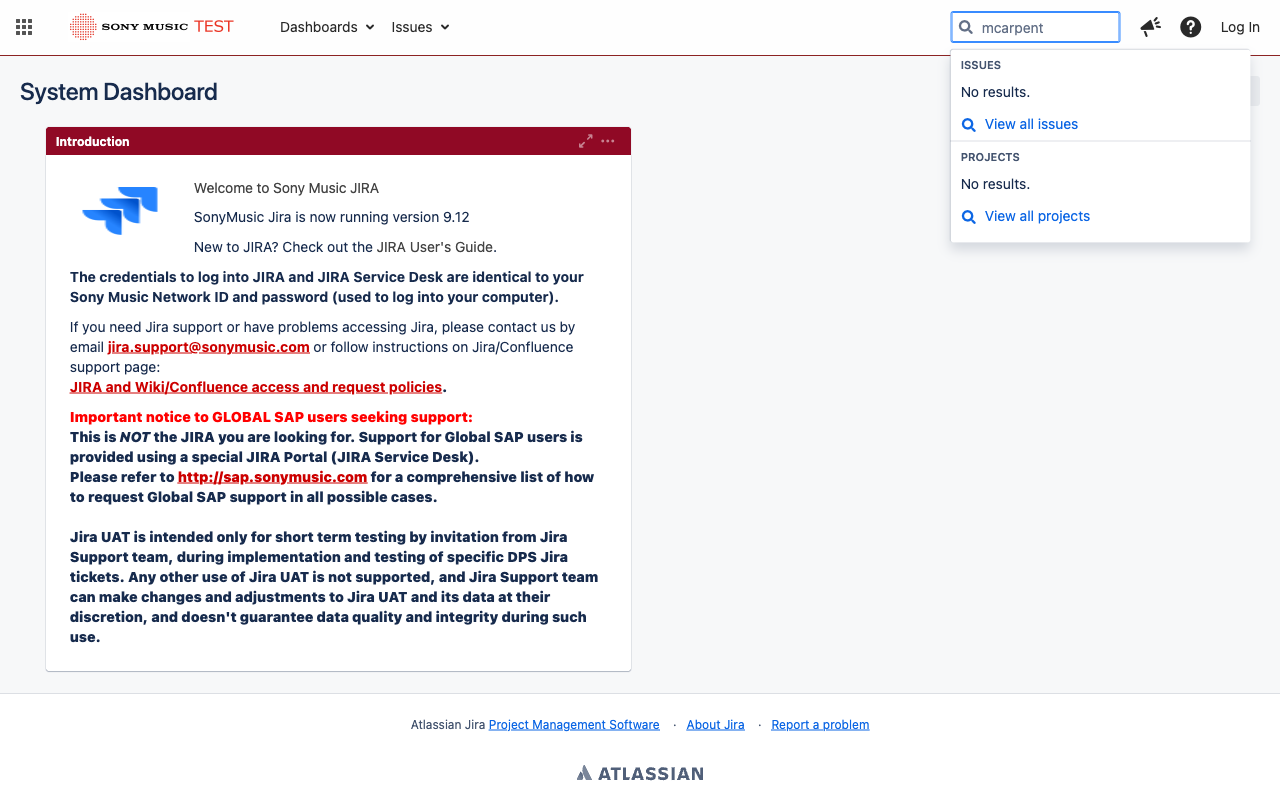 SONY MUSIC TEST
Dashboards
Issues
mcarpent
Log In
ISSUES
No results.
View all issues
PROJECTS
No results.
View all projects
System Dashboard
Introduction
Welcome to Sony Music JIRA
SonyMusic Jira is now running version 9.12
New to JIRA? Check out the JIRA User's Guide.
The credentials to log into JIRA and JIRA Service Desk are identical to your
Sony Music Network ID and password (used to log into your computer).
If you need Jira support or have problems accessing Jira, please contact us by
email jira.support@sonymusic.com or follow instructions on Jira/Confluence
support page:
JIRA and Wiki/Confluence access and request policies.
Important notice to GLOBAL SAP users seeking support:
This is NOT the JIRA you are looking for. Support for Global SAP users is
provided using a special JIRA Portal (JIRA Service Desk).
Please refer to http://sap.sonymusic.com for a comprehensive list of how
to request Global SAP support in all possible cases.
Jira UAT is intended only for short term testing by invitation from Jira
Support team, during implementation and testing of specific DPS Jira
tickets. Any other use of Jira UAT is not supported, and Jira Support team
can make changes and adjustments to Jira UAT and its data at their
discretion, and doesn't guarantee data quality and integrity during such
use.
Atlassian Jira Project Management Software · About Jira · Report a problem
ATLASSIAN